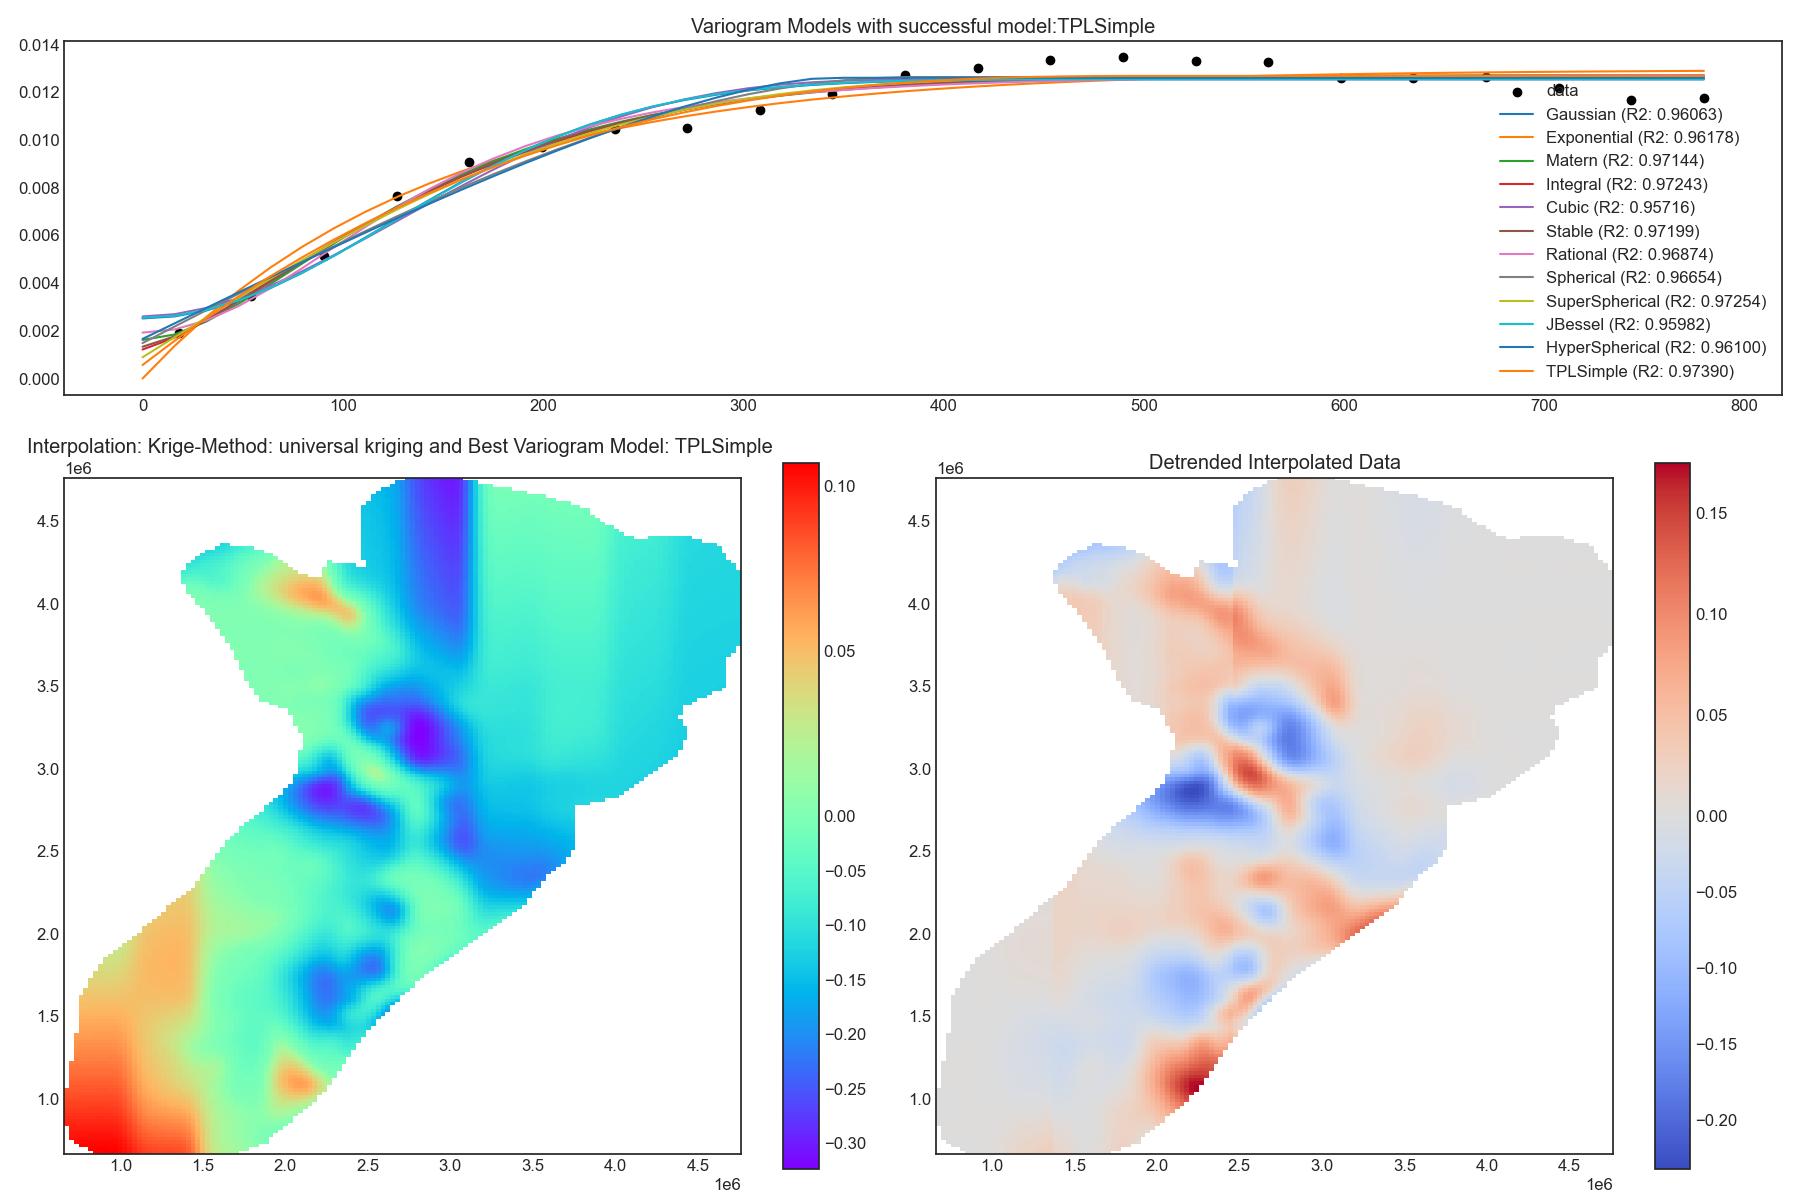 Variogram Models with successful model:TPLSimple
0.014
0.012
0.010
0.008
0.006
0.004
0.002
0.000
data
Gaussian (R2: 0.96063)
Exponential (R2: 0.96178)
Matern (R2: 0.97144)
Integral (R2: 0.97243)
Cubic (R2: 0.95716)
Stable (R2: 0.97199)
Rational (R2: 0.96874)
Spherical (R2: 0.96654)
SuperSpherical (R2: 0.97254)
JBessel (R2: 0.95982)
HyperSpherical (R2: 0.96100)
TPLSimple (R2: 0.97390)
0 100 200 300 400 500 600 700 800
Interpolation: Krige-Method: universal kriging and Best Variogram Model: TPLSimple
1e6
4.5
4.0
3.5
3.0
2.5
2.0
1.5
1.0
1.0 1.5 2.0 2.5 3.0 3.5 4.0 4.5
1e6
0.10
0.05
0.00
−0.05
−0.10
−0.15
−0.20
−0.25
−0.30
Detrended Interpolated Data
1e6
4.5
4.0
3.5
3.0
2.5
2.0
1.5
1.0
1.0 1.5 2.0 2.5 3.0 3.5 4.0 4.5
1e6
0.15
0.10
0.05
0.00
−0.05
−0.10
−0.15
−0.20